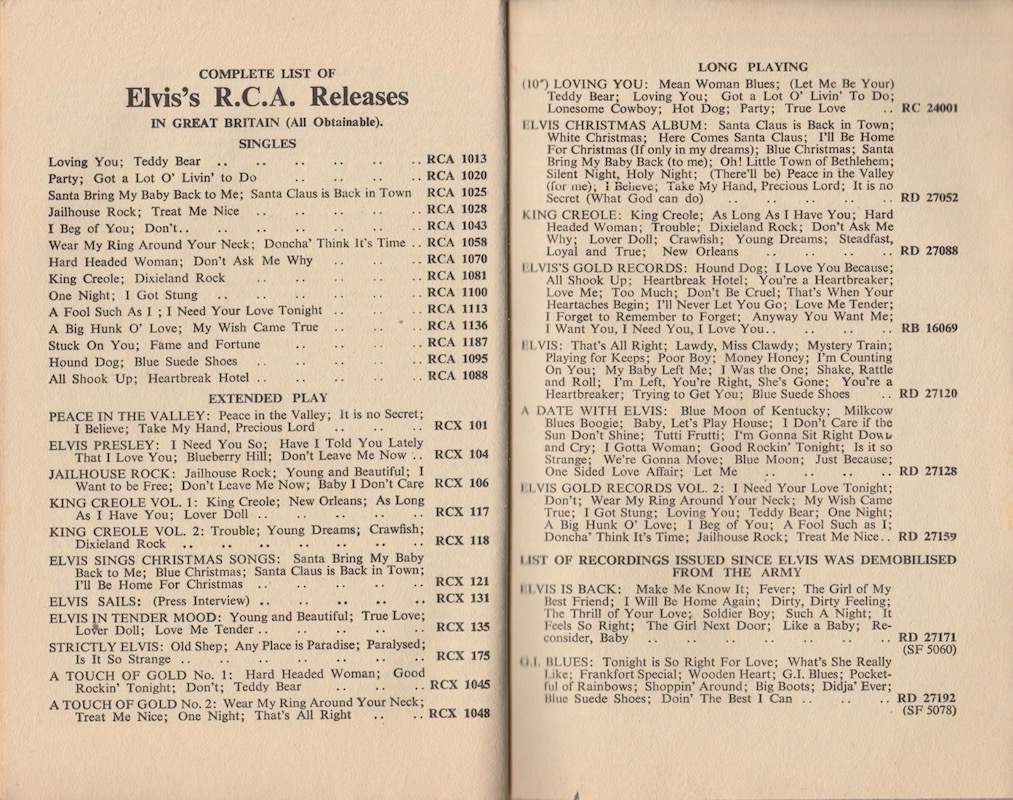 COMPLETE LIST OF
Elvis's R.C.A. Releases
IN GREAT BRITAIN (All Obtainable).
SINGLES
Loving You; Teddy Bear .. .. .. .. .. RCA 1013
Party; Got a Lot O' Livin' to Do .. .. .. .. RCA 1020
Santa Bring My Baby Back to Me; Santa Claus is Back in Town RCA 1025
Jailhouse Rock; Treat Me Nice .. .. .. .. RCA 1028
I Beg of You; Don't.. .. .. .. .. .. RCA 1043
Wear My Ring Around Your Neck; Doncha' Think It's Time .. RCA 1058
Hard Headed Woman; Don't Ask Me Why .. .. .. RCA 1070
King Creole; Dixieland Rock .. .. .. .. RCA 1081
One Night; I Got Stung .. .. .. .. .. RCA 1100
A Fool Such As I ; I Need Your Love Tonight .. .. .. RCA 1113
A Big Hunk O' Love; My Wish Came True .. .. .. RCA 1136
Stuck On You; Fame and Fortune .. .. .. .. RCA 1187
Hound Dog; Blue Suede Shoes .. .. .. .. RCA 1095
All Shook Up; Heartbreak Hotel .. .. .. .. RCA 1088
EXTENDED PLAY
PEACE IN THE VALLEY: Peace in the Valley; It is no Secret;
I Believe; Take My Hand, Precious Lord .. .. .. RCX 101
ELVIS PRESLEY: I Need You So; Have I Told You Lately
That I Love You; Blueberry Hill; Don't Leave Me Now .. RCX 104
JAILHOUSE ROCK: Jailhouse Rock; Young and Beautiful; I
Want to be Free; Don't Leave Me Now; Baby I Don't Care RCX 106
KING CREOLE VOL. 1: King Creole; New Orleans; As Long
As I Have You; Lover Doll .. .. .. .. .. RCX 117
KING CREOLE VOL. 2: Trouble; Young Dreams; Crawfish;
Dixieland Rock .. .. .. .. .. .. RCX 118
ELVIS SINGS CHRISTMAS SONGS: Santa Bring My Baby
Back to Me; Blue Christmas; Santa Claus is Back in Town;
I'll Be Home For Christmas .. .. .. .. RCX 121
ELVIS SAILS: (Press Interview) .. .. .. .. .. RCX 131
ELVIS IN TENDER MOOD: Young and Beautiful; True Love;
Lover Doll; Love Me Tender .. .. .. .. .. RCX 135
STRICTLY ELVIS: Old Shep; Any Place is Paradise; Paralysed;
Is It So Strange .. .. .. .. .. .. RCX 175
A TOUCH OF GOLD No. 1: Hard Headed Woman; Good
Rockin' Tonight; Don't; Teddy Bear .. .. .. RCX 1045
A TOUCH OF GOLD No. 2: Wear My Ring Around Your Neck;
Treat Me Nice; One Night; That's All Right .. .. RCX 1048
LONG PLAYING
(10″) LOVING YOU: Mean Woman Blues; (Let Me Be Your)
Teddy Bear; Loving You; Got a Lot O' Livin' To Do;
Lonesome Cowboy; Hot Dog; Party; True Love .. RC 24001
ELVIS CHRISTMAS ALBUM: Santa Claus is Back in Town;
White Christmas; Here Comes Santa Claus; I'll Be Home
For Christmas (If only in my dreams); Blue Christmas; Santa
Bring My Baby Back (to me); Oh! Little Town of Bethlehem;
Silent Night, Holy Night; (There'll be) Peace in the Valley
(for me); I Believe; Take My Hand, Precious Lord; It is no
Secret (What God can do) .. .. .. .. RD 27052
KING CREOLE: King Creole; As Long As I Have You; Hard
Headed Woman; Trouble; Dixieland Rock; Don't Ask Me
Why; Lover Doll; Crawfish; Young Dreams; Steadfast,
Loyal and True; New Orleans .. .. .. .. RD 27088
ELVIS'S GOLD RECORDS: Hound Dog; I Love You Because;
All Shook Up; Heartbreak Hotel; You're a Heartbreaker;
Love Me; Too Much; Don't Be Cruel; That's When Your
Heartaches Begin; I'll Never Let You Go; Love Me Tender;
I Forget to Remember to Forget; Anyway You Want Me;
I Want You, I Need You, I Love You.. .. .. .. RB 16069
ELVIS: That's All Right; Lawdy, Miss Clawdy; Mystery Train;
Playing for Keeps; Poor Boy; Money Honey; I'm Counting
On You; My Baby Left Me; I Was the One; Shake, Rattle
and Roll; I'm Left, You're Right, She's Gone; You're a
Heartbreaker; Trying to Get You; Blue Suede Shoes .. RD 27120
A DATE WITH ELVIS: Blue Moon of Kentucky; Milkcow
Blues Boogie; Baby, Let's Play House; I Don't Care if the
Sun Don't Shine; Tutti Frutti; I'm Gonna Sit Right Down
and Cry; I Gotta Woman; Good Rockin' Tonight; Is it so
Strange; We're Gonna Move; Blue Moon; Just Because;
One Sided Love Affair; Let Me .. .. .. .. RD 27128
ELVIS GOLD RECORDS VOL. 2: I Need Your Love Tonight;
Don't; Wear My Ring Around Your Neck; My Wish Came
True; I Got Stung; Loving You; Teddy Bear; One Night;
A Big Hunk O' Love; I Beg of You; A Fool Such as I;
Doncha' Think It's Time; Jailhouse Rock; Treat Me Nice.. RD 27159
LIST OF RECORDINGS ISSUED SINCE ELVIS WAS DEMOBILISED
FROM THE ARMY
ELVIS IS BACK: Make Me Know It; Fever; The Girl of My
Best Friend; I Will Be Home Again; Dirty, Dirty Feeling;
The Thrill of Your Love; Soldier Boy; Such A Night; It
Feels So Right; The Girl Next Door; Like a Baby; Re-
consider, Baby .. .. .. .. .. .. RD 27171
(SF 5060)
G.I. BLUES: Tonight is So Right For Love; What's She Really
Like; Frankfort Special; Wooden Heart; G.I. Blues; Pocket-
ful of Rainbows; Shoppin' Around; Big Boots; Didja' Ever;
Blue Suede Shoes; Doin' The Best I Can .. .. .. RD 27192
(SF 5078)